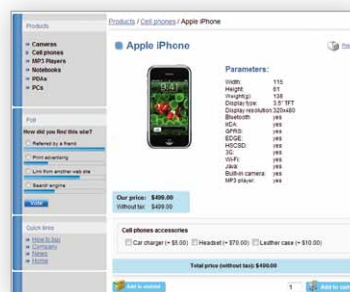 Products
Cameras
Cell phones
MP3 Players
Notebooks
PDAs
PCs
Poll
How did you find this site?
Referred by a friend
Print advertising
Link from another web site
Search engine
Vote
Quick links
How to buy
Company
News
Home
Products / Cell phones / Apple iPhone
Apple iPhone
9:41
Parameters:
Width: 115
Height: 61
Weight(g): 138
Display type: 3.5" TFT
Display resolution: 320x480
Bluetooth: yes
IrDA: yes
GPRS: yes
EDGE: yes
HSCSD: yes
3G: yes
Wi-Fi: yes
Java: yes
Built-in camera: yes
MP3 player: yes
Our price: $499.00
Without tax: $499.00
Cell phones accessories
Car charger (+ $5.00) Headset (+ $70.00) Leather case (+ $10.00)
Total price (without tax): $499.00
Add to wishlist 1 Add to cart